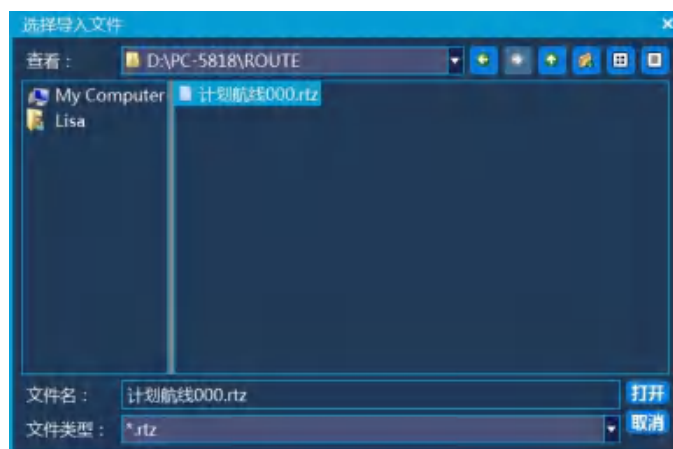 选择导入文件
查看： D:\PC-5818\ROUTE
My Computer
Lisa
计划航线000.rtz
文件名： 计划航线000.rtz 打开
文件类型： *.rtz 取消